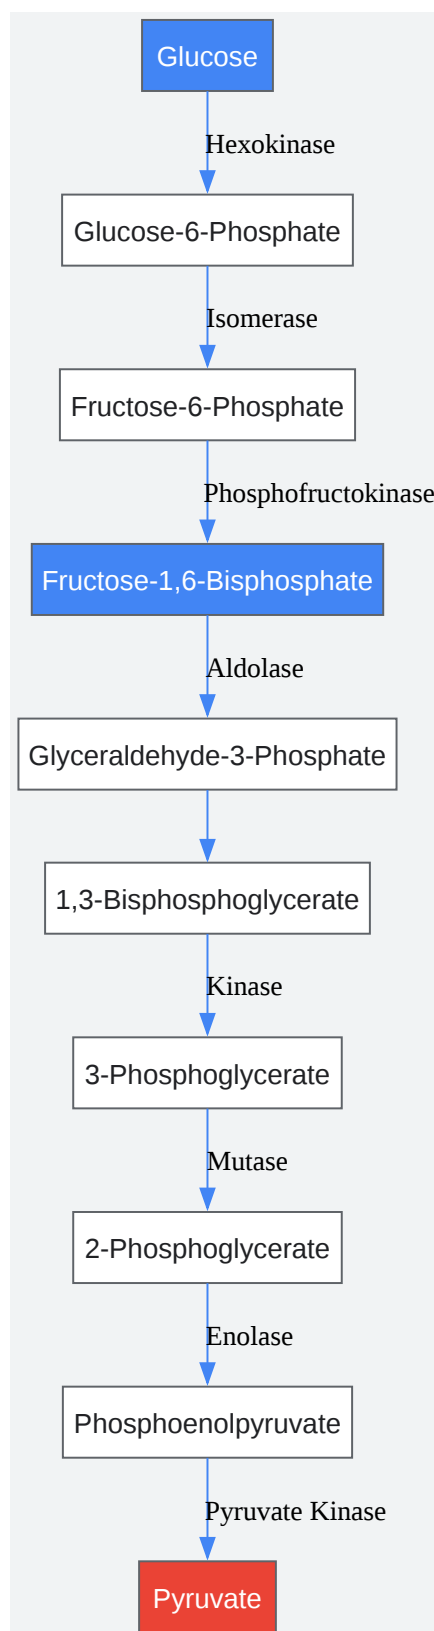 Glucose
Hexokinase
Glucose-6-Phosphate
Isomerase
Fructose-6-Phosphate
Phosphofructokinase
Fructose-1,6-Bisphosphate
Aldolase
Glyceraldehyde-3-Phosphate
1,3-Bisphosphoglycerate
Kinase
3-Phosphoglycerate
Mutase
2-Phosphoglycerate
Enolase
Phosphoenolpyruvate
Pyruvate Kinase
Pyruvate